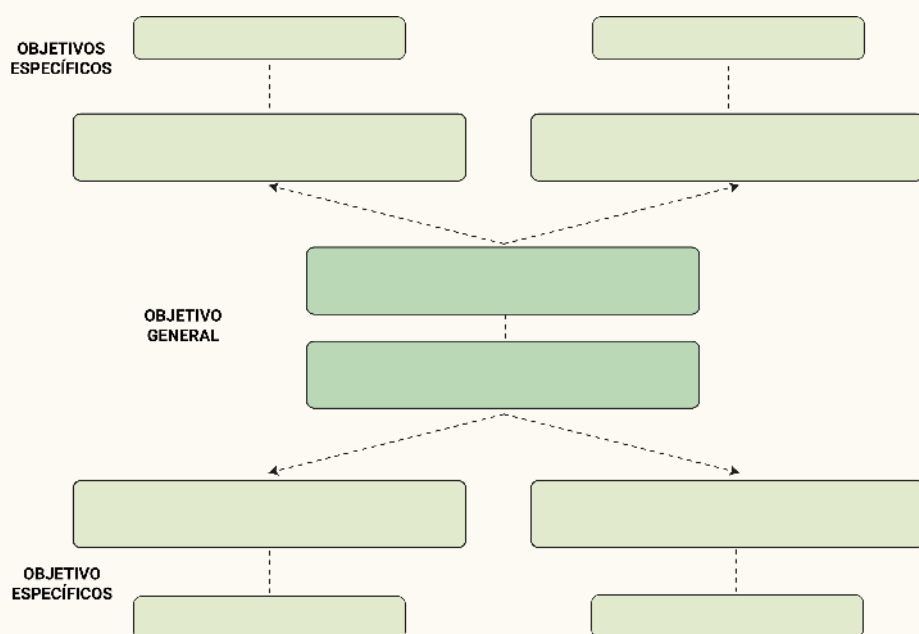 OBJETIVOS
ESPECÍFICOS
OBJETIVO
GENERAL
OBJETIVO
ESPECÍFICOS